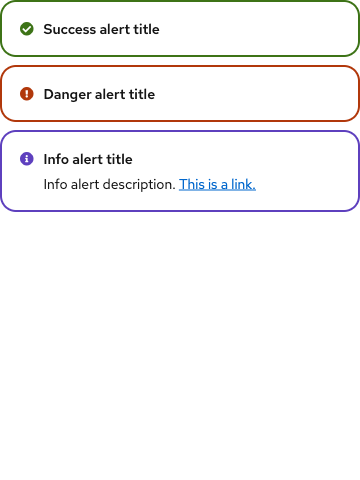 Success alert title
Danger alert title
Info alert title
Info alert description. This is a link.